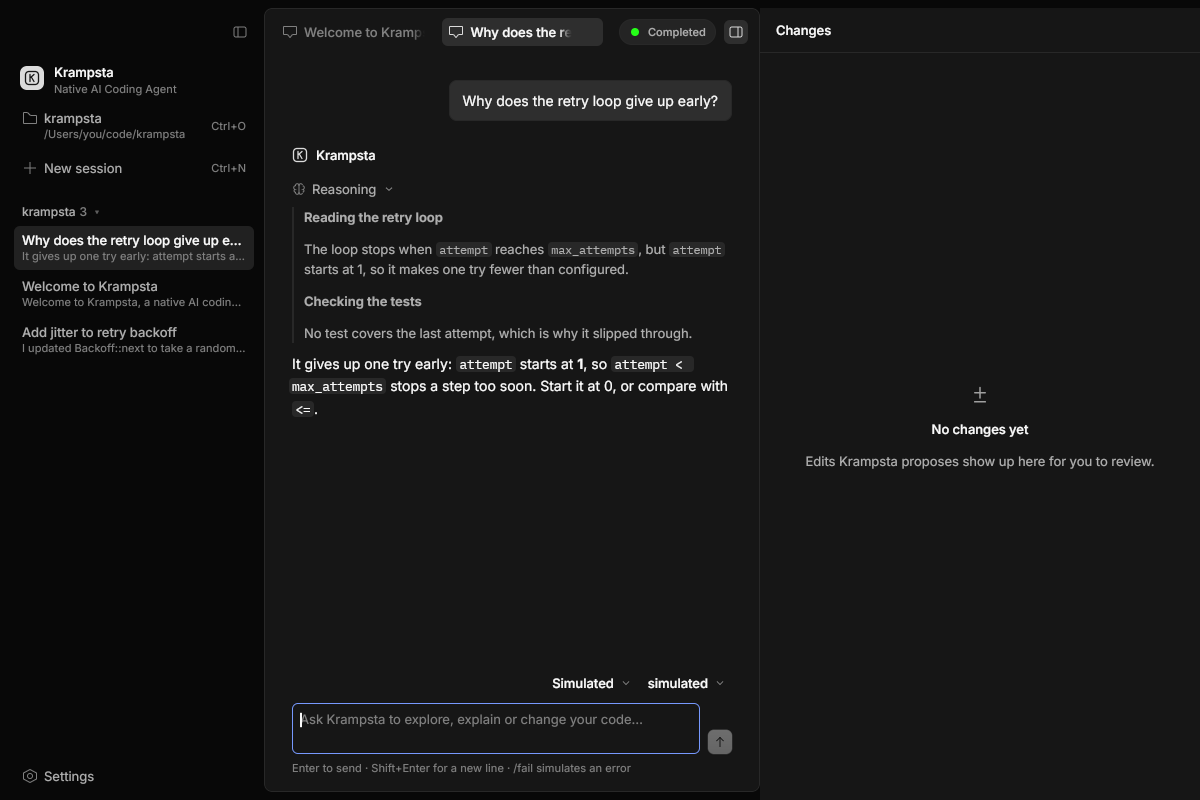 Krampsta
Native AI Coding Agent
krampsta
/Users/you/code/krampsta
Ctrl+O
New session
Ctrl+N
krampsta 3
Why does the retry loop give up e...
It gives up one try early: attempt starts a...
Welcome to Krampsta
Welcome to Krampsta, a native AI codin...
Add jitter to retry backoff
I updated Backoff::next to take a random...
Settings
Welcome to Kramp
Why does the re
Completed
Why does the retry loop give up early?
K Krampsta
Reasoning
Reading the retry loop
The loop stops when attempt reaches max_attempts, but attempt
starts at 1, so it makes one try fewer than configured.
Checking the tests
No test covers the last attempt, which is why it slipped through.
It gives up one try early: attempt starts at 1, so attempt <
max_attempts stops a step too soon. Start it at 0, or compare with
<=.
Simulated
simulated
Ask Krampsta to explore, explain or change your code...
Enter to send · Shift+Enter for a new line · /fail simulates an error
Changes
±
No changes yet
Edits Krampsta proposes show up here for you to review.